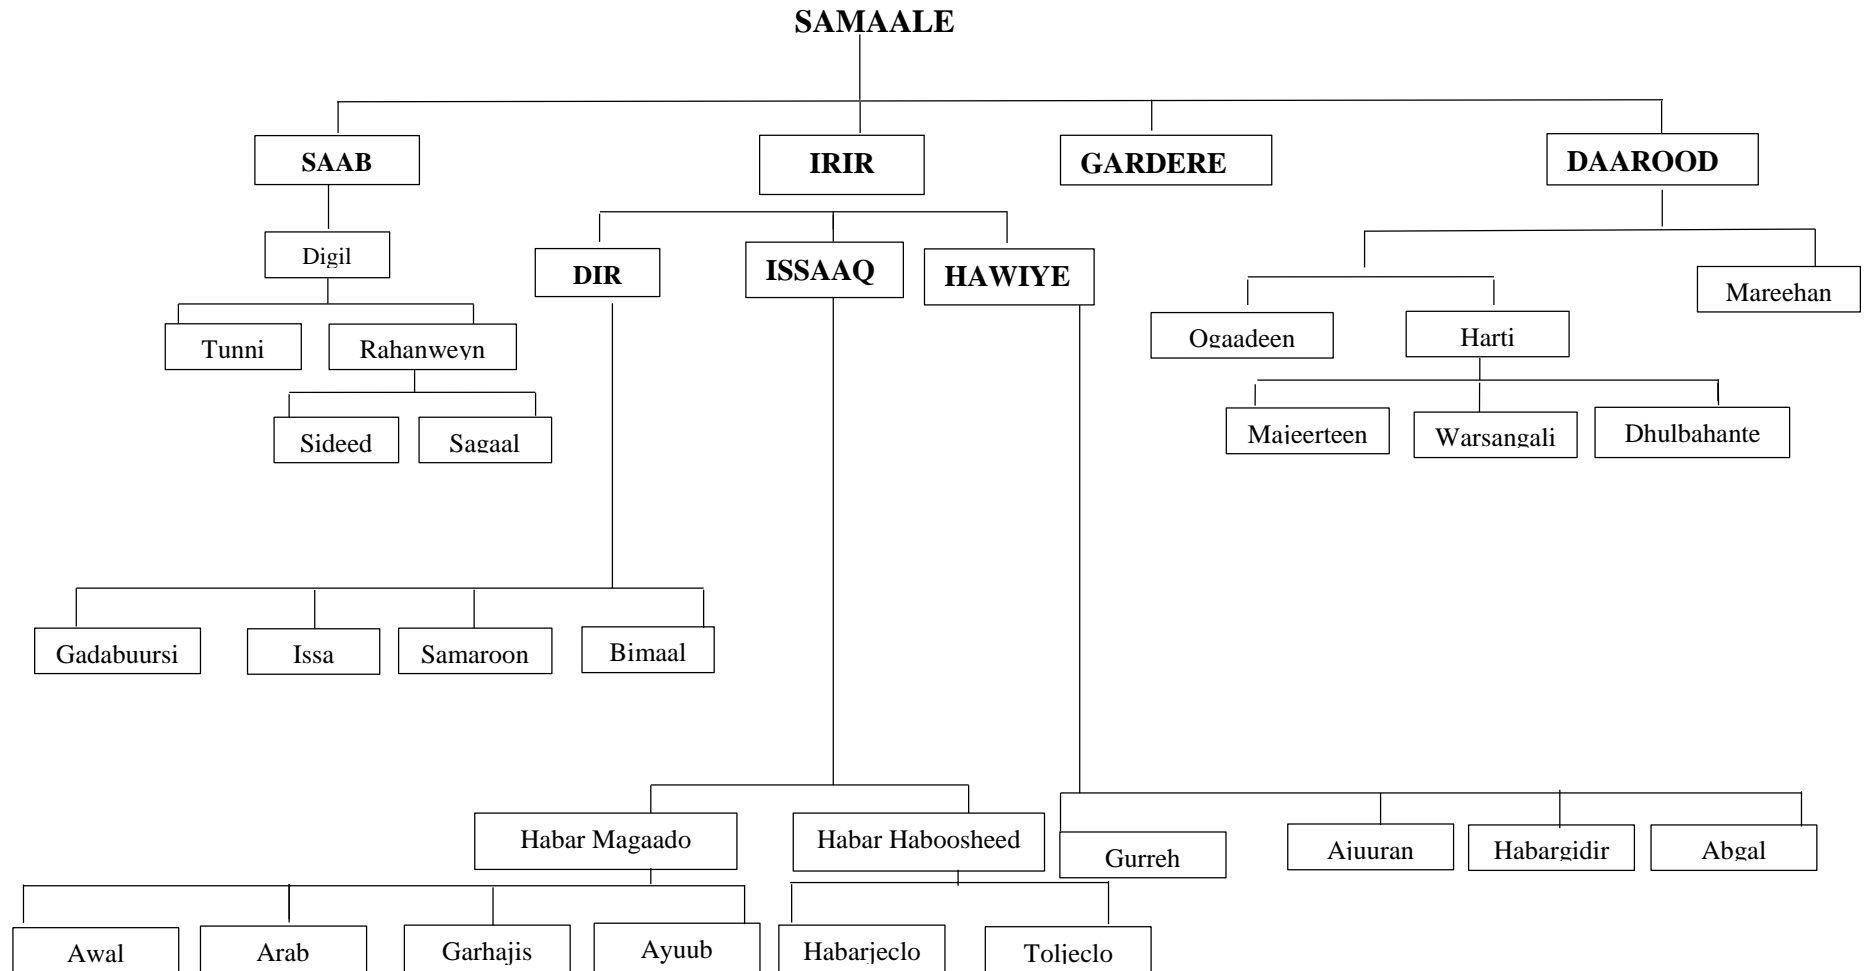 SAMAALE
SAAB
IRIR
GARDERE
DAAROOD
Digil
DIR
ISSAAQ
HAWIYE
Mareehan
Tunni
Rahanweyn
Ogaadeen
Harti
Sideed
Sagaal
Majeerteen
Warsangali
Dhulbahante
Gadabuursi
Issa
Samaroon
Bimaal
Habar Magaado
Habar Haboosheed
Gurreh
Ajuuran
Habargidir
Abgal
Awal
Arab
Garhajis
Ayuub
Habarjeclo
Toljeclo